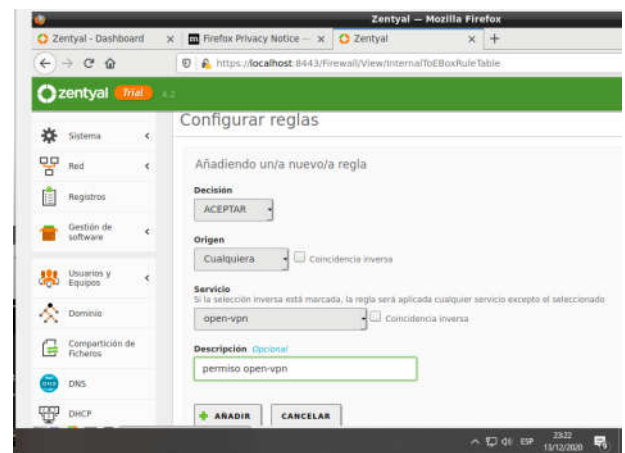 Zentyal — Mozilla Firefox
Zentyal - Dashboard
Firefox Privacy Notice —
Zentyal
https://localhost:8443/Firewall/View/InternalToEBoxRuleTable
zentyal Trial 6.2
Configurar reglas
Sistema
Red
Registros
Gestión de
software
Usuarios y
Equipos
Dominio
Compartición de
Ficheros
DNS
DHCP
Añadiendo un/a nuevo/a regla
Decisión
ACEPTAR
Origen
Cualquiera
Coincidencia inversa
Servicio
Si la selección inversa está marcada, la regla será aplicada cualquier servicio excepto el seleccionado
open-vpn
Coincidencia inversa
Descripción Opcional
permiso open-vpn
AÑADIR
CANCELAR
ESP
23:22
13/12/2020